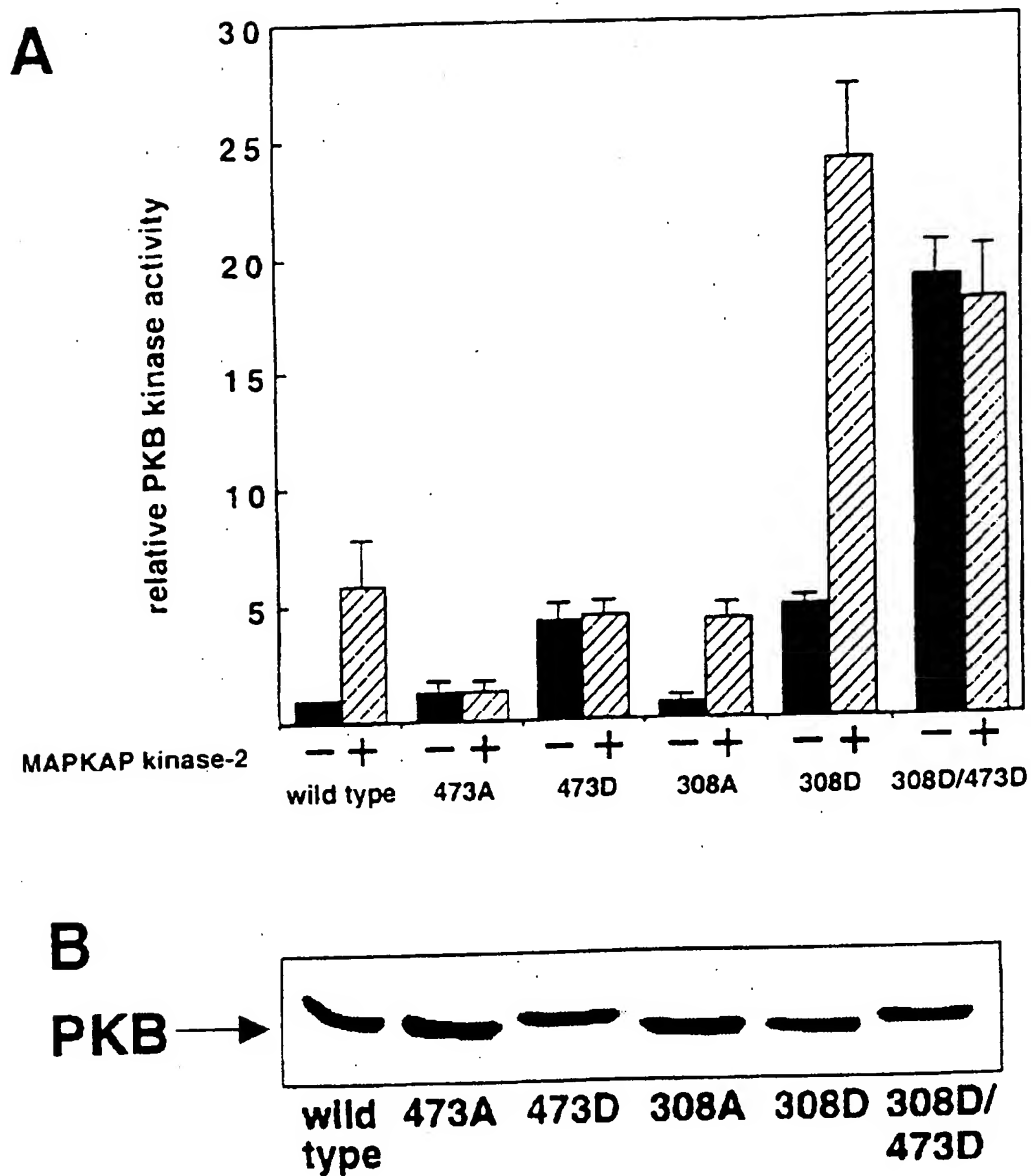 A
30
25
20
15
10
5
relative PKB kinase activity
MAPKAP kinase-2 − + − + − + − + − + − +
wild type 473A 473D 308A 308D 308D/473D
B
PKB
wild type 473A 473D 308A 308D 308D/473D